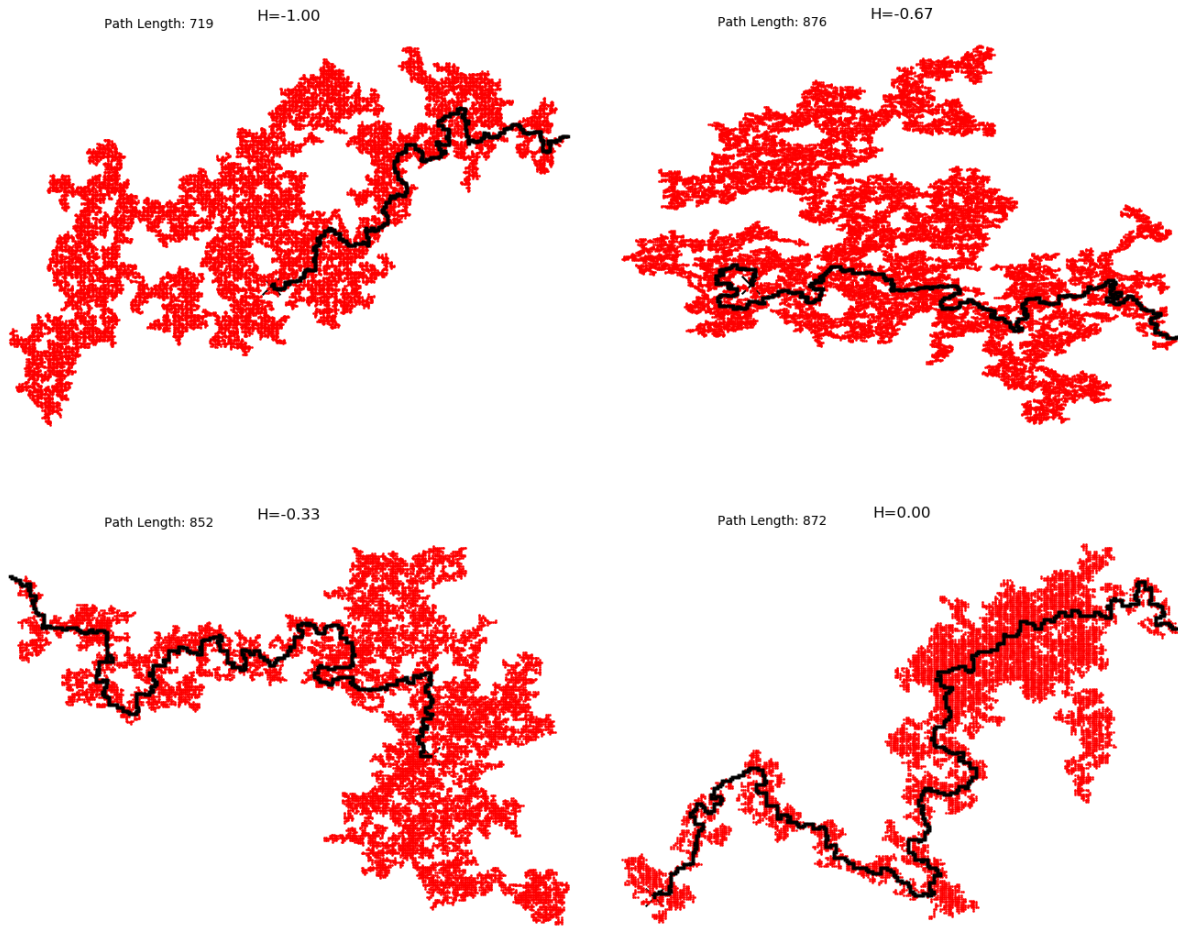 Path Length: 719
H=-1.00
Path Length: 876
H=-0.67
Path Length: 852
H=-0.33
Path Length: 872
H=0.00